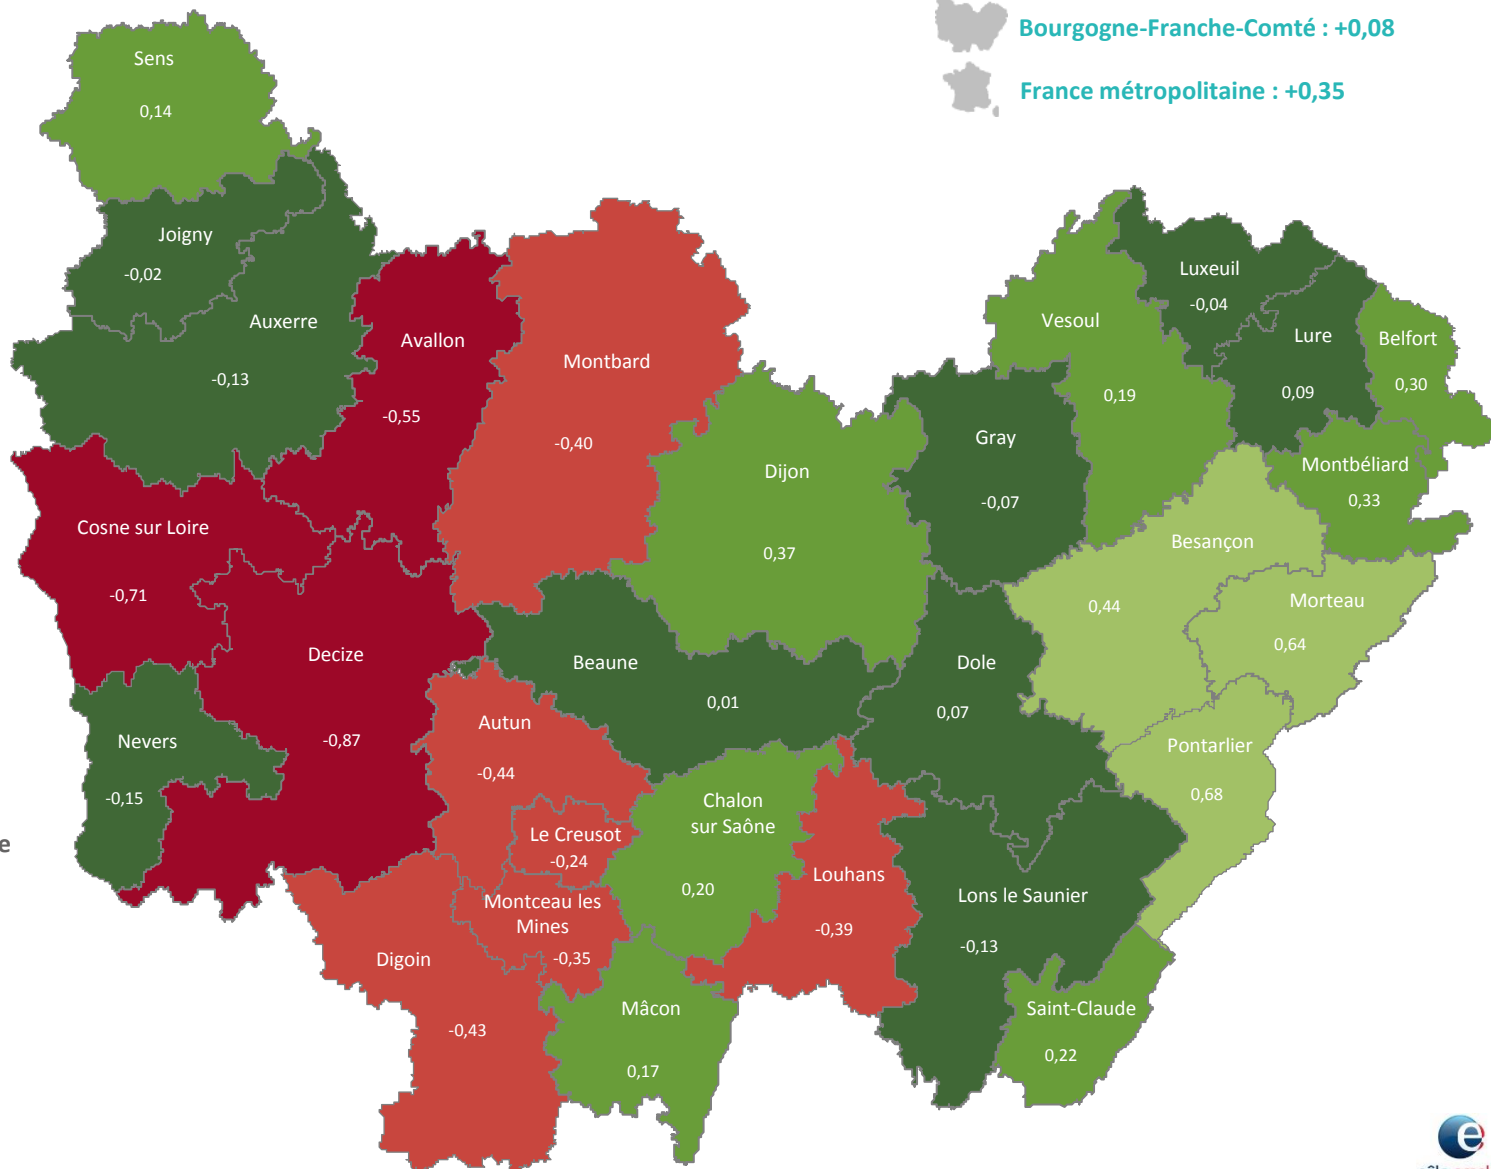 Bourgogne-Franche-Comté : +0,08
France métropolitaine : +0,35
Sens
0,14
Joigny
-0,02
Auxerre
-0,13
Avallon
-0,55
Montbard
-0,40
Luxeuil
-0,04
Vesoul
0,19
Lure
0,09
Belfort
0,30
Montbéliard
0,33
Gray
-0,07
Dijon
0,37
Cosne sur Loire
-0,71
Besançon
0,44
Morteau
0,64
Decize
-0,87
Beaune
0,01
Dole
0,07
Nevers
-0,15
Autun
-0,44
Pontarlier
0,68
Le Creusot
-0,24
Chalon
sur Saône
0,20
Louhans
-0,39
Lons le Saunier
-0,13
Montceau les
Mines
-0,35
Digoin
-0,43
Mâcon
0,17
Saint-Claude
0,22
e